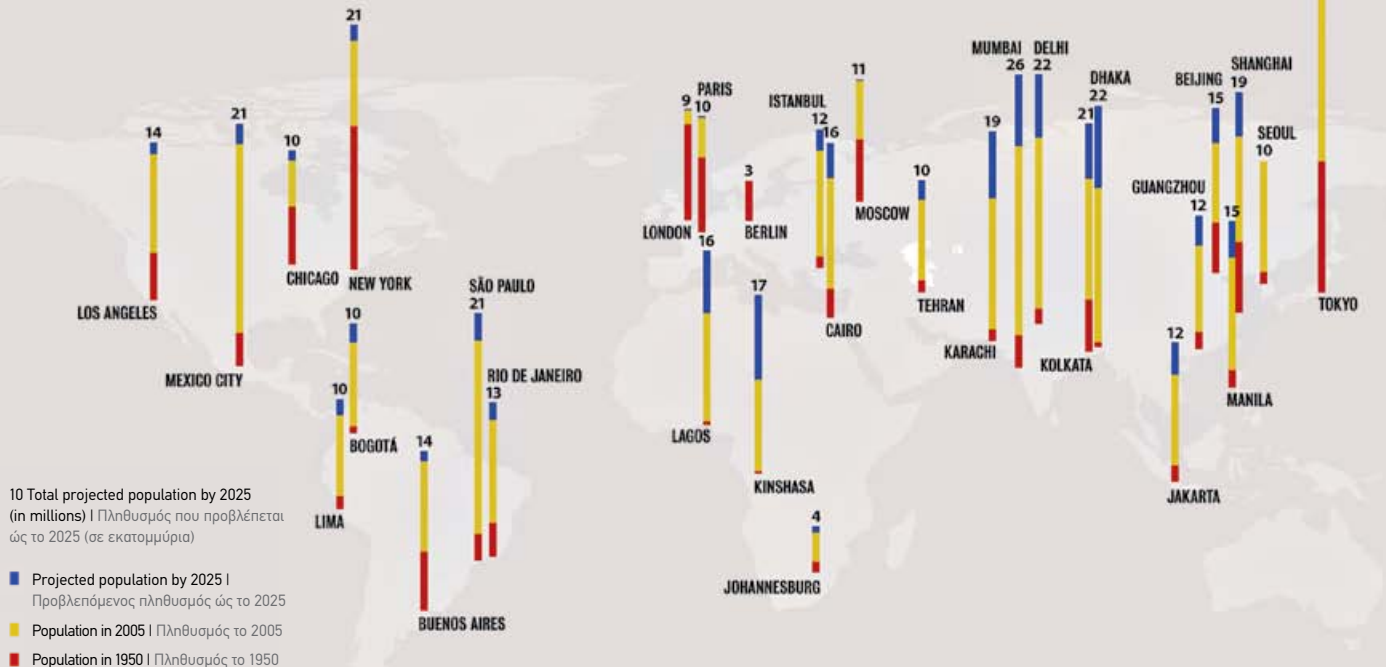 21
14
21
10
LOS ANGELES
MEXICO CITY
CHICAGO
NEW YORK
10
BOGOTÁ
10
LIMA
14
BUENOS AIRES
SÃO PAULO
21
RIO DE JANEIRO
13
9
PARIS
10
LONDON
3
BERLIN
ISTANBUL
12
16
CAIRO
11
MOSCOW
10
TEHRAN
16
LAGOS
17
KINSHASA
4
JOHANNESBURG
19
KARACHI
MUMBAI
26
DELHI
22
21
KOLKATA
DHAKA
22
BEIJING
15
SHANGHAI
19
SEOUL
10
GUANGZHOU
12
15
MANILA
12
JAKARTA
TOKYO
10 Total projected population by 2025
(in millions) | Πληθυσμός που προβλέπεται
ώς το 2025 (σε εκατομμύρια)
Projected population by 2025 |
Προβλεπόμενος πληθυσμός ώς το 2025
Population in 2005 | Πληθυσμός το 2005
Population in 1950 | Πληθυσμός το 1950